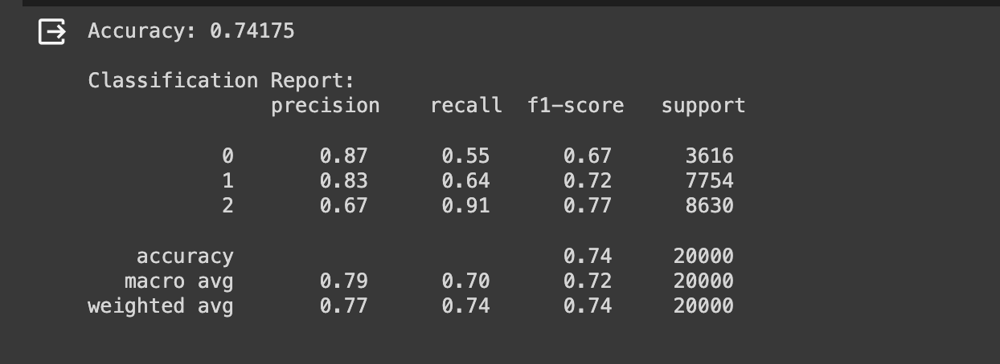 Accuracy: 0.74175
Classification Report:
precision recall f1-score support
0 0.87 0.55 0.67 3616
1 0.83 0.64 0.72 7754
2 0.67 0.91 0.77 8630
accuracy 0.74 20000
macro avg 0.79 0.70 0.72 20000
weighted avg 0.77 0.74 0.74 20000